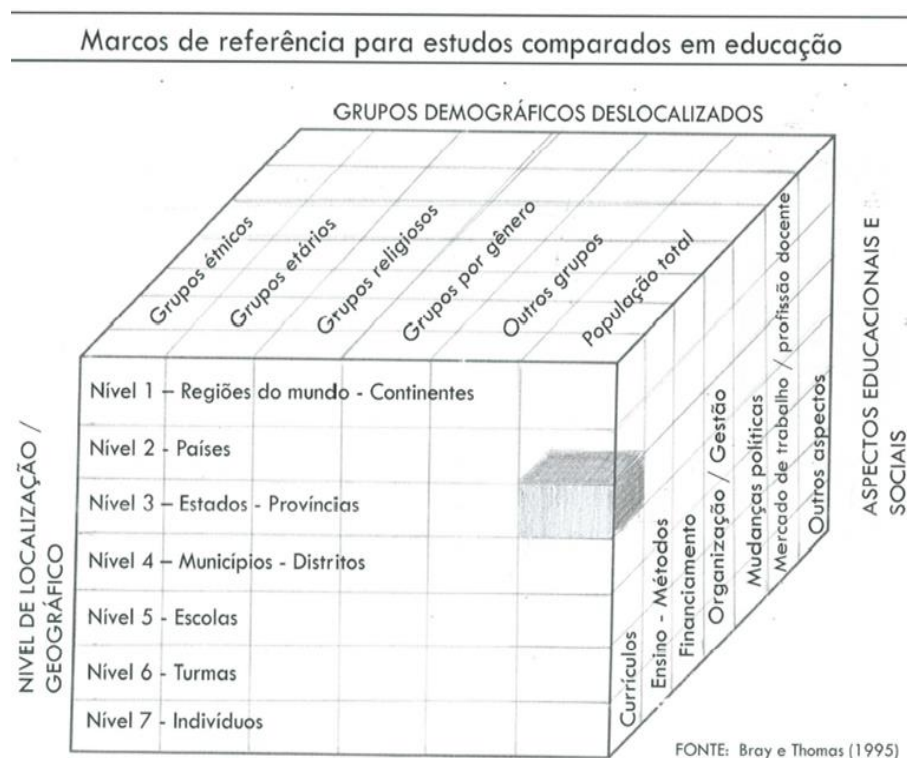 Marcos de referência para estudos comparados em educação
GRUPOS DEMOGRÁFICOS DESLOCALIZADOS
Grupos étnicos
Grupos etários
Grupos religiosos
Grupos por gênero
Outros grupos
População total
NIVEL DE LOCALIZAÇÃO /
GEOGRÁFICO
Nível 1 – Regiões do mundo - Continentes
Nível 2 - Países
Nível 3 - Estados - Províncias
Nível 4 – Municípios - Distritos
Nível 5 - Escolas
Nível 6 - Turmas
Nível 7 - Indivíduos
Currículos
Ensino - Métodos
Financiamento
Organização / Gestão
Mudanças políticas
Mercado de trabalho / profissão docente
Outros aspectos
ASPECTOS EDUCACIONAIS E
SOCIAIS
FONTE: Bray e Thomas (1995)